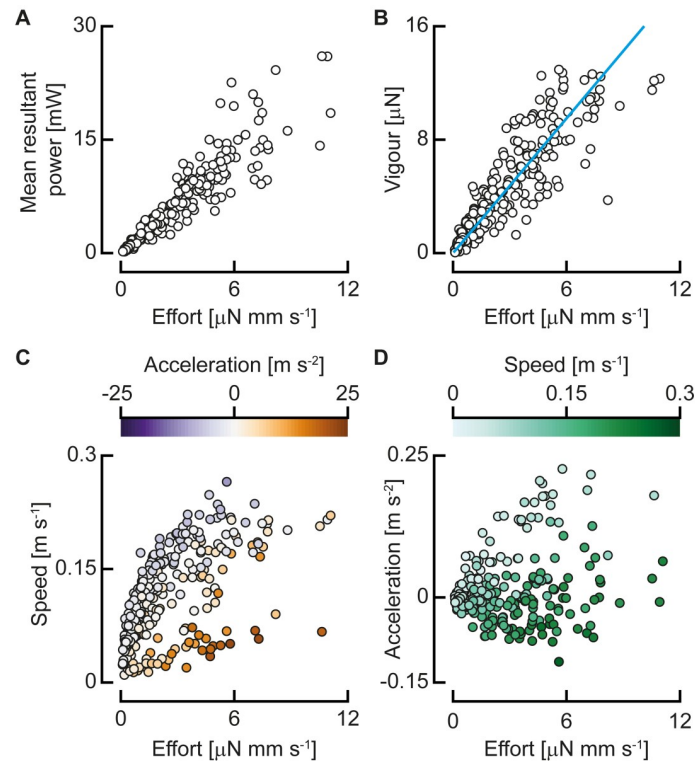 A
30
15
0
Mean resultant
power [mW]
0 6 12
Effort [μN mm s-1]
B
16
8
0
Vigour [μN]
0 6 12
Effort [μN mm s-1]
C
Acceleration [m s-2]
-25 0 25
0.3
0.15
0
Speed [m s-1]
0 6 12
Effort [μN mm s-1]
D
Speed [m s-1]
0 0.15 0.3
0.25
0
-0.15
Acceleration [m s-2]
0 6 12
Effort [μN mm s-1]